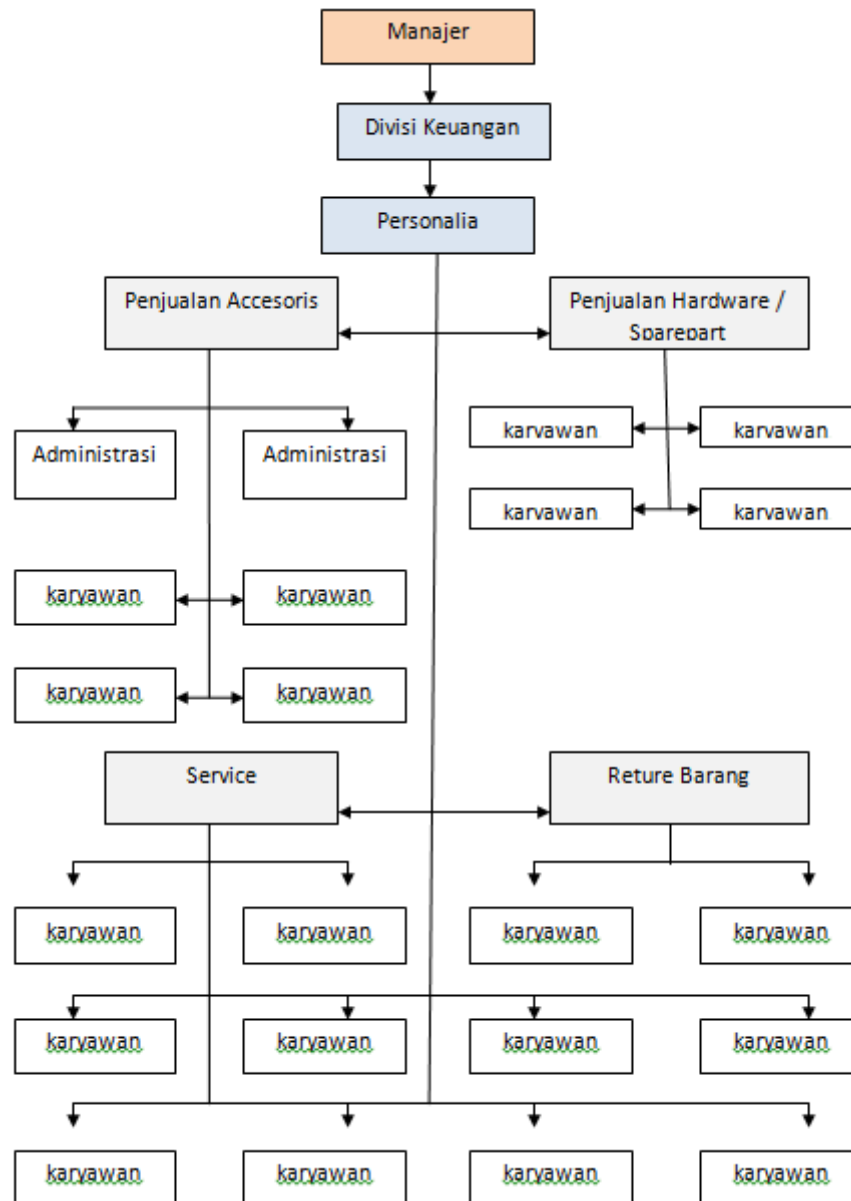 Manajer
Divisi Keuangan
Personalia
Penjualan Accesoris
Penjualan Hardware /
Sparepart
Administrasi
Administrasi
karyawan
karyawan
karyawan
karyawan
karyawan
karyawan
karyawan
karyawan
Service
Reture Barang
karyawan
karyawan
karyawan
karyawan
karyawan
karyawan
karyawan
karyawan
karyawan
karyawan
karyawan
karyawan